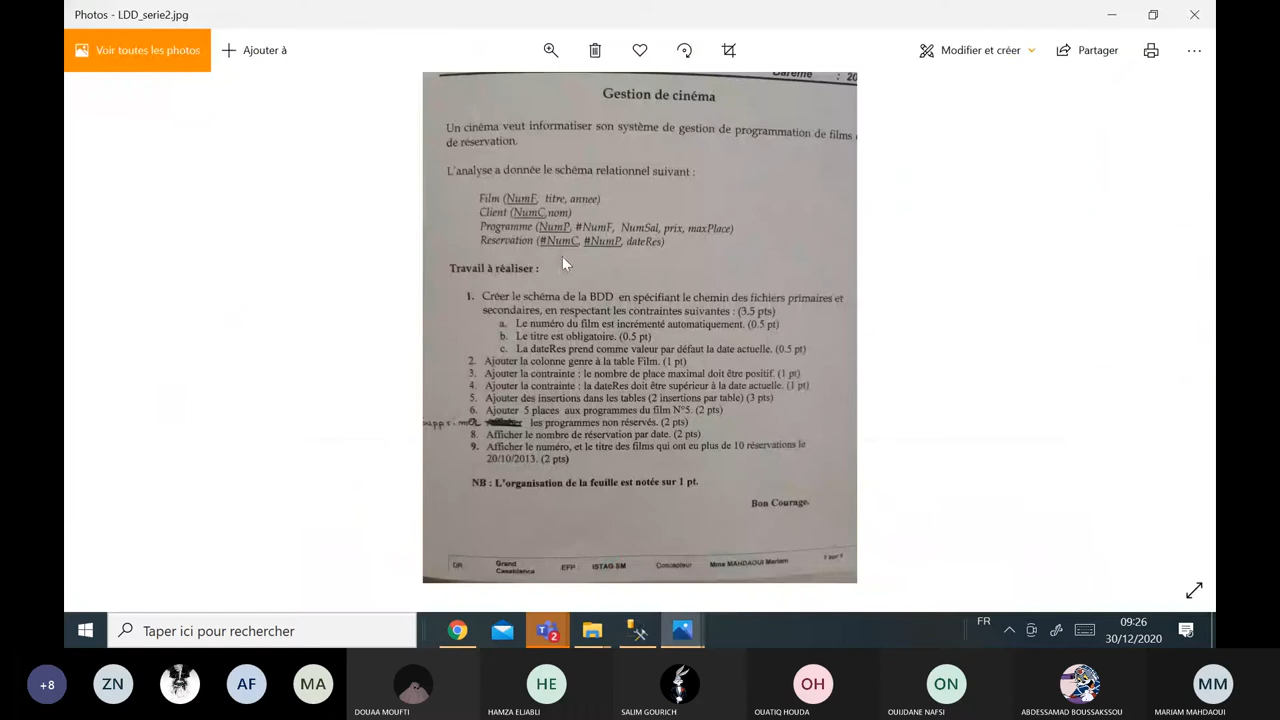 Photos - LDD_serie2.jpg
Voir toutes les photos
Ajouter à
Modifier et créer
Partager
Barème : 20
Gestion de cinéma
Un cinéma veut informatiser son système de gestion de programmation de films
de réservation.
L'analyse a donnée le schéma relationnel suivant :
Film (NumF, titre, annee)
Client (NumC,nom)
Programme (NumP, #NumF, NumSal, prix, maxPlace)
Reservation (#NumC, #NumP, dateRes)
Travail à réaliser :
1. Créer le schéma de la BDD en spécifiant le chemin des fichiers primaires et
secondaires, en respectant les contraintes suivantes : (3.5 pts)
a. Le numéro du film est incrémenté automatiquement. (0.5 pt)
b. Le titre est obligatoire. (0.5 pt)
c. La dateRes prend comme valeur par défaut la date actuelle. (0.5 pt)
2. Ajouter la colonne genre à la table Film. (1 pt)
3. Ajouter la contrainte : le nombre de place maximal doit être positif. (1 pt)
4. Ajouter la contrainte : la dateRes doit être supérieur à la date actuelle. (1 pt)
5. Ajouter des insertions dans les tables (2 insertions par table) (3 pts)
6. Ajouter 5 places aux programmes du film N°5. (2 pts)
les programmes non réservés. (2 pts)
8. Afficher le nombre de réservation par date. (2 pts)
9. Afficher le numéro, et le titre des films qui ont eu plus de 10 réservations le
20/10/2013. (2 pts)
NB : L'organisation de la feuille est notée sur 1 pt.
Bon Courage.
DR Grand Casablanca EFP ISTAG SM Concepteur Mme MAHDAOUI Mariam 1 sur 1
Taper ici pour rechercher
2
FR
09:26
30/12/2020
+8 ZN AF MA HE OH ON MM
DOUAA MOUFTI HAMZA ELJABLI SALIM GOURICH OUATIQ HOUDA OUIJDANE NAFSI ABDESSAMAD BOUSSAKSSOU MARIAM MAHDAOUI